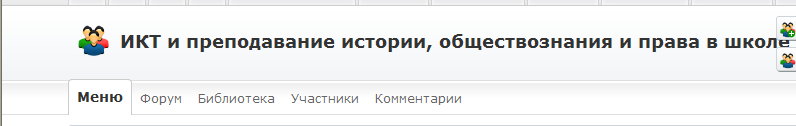 ИКТ и преподавание истории, обществознания и права в школе
Меню Форум Библиотека Участники Комментарии